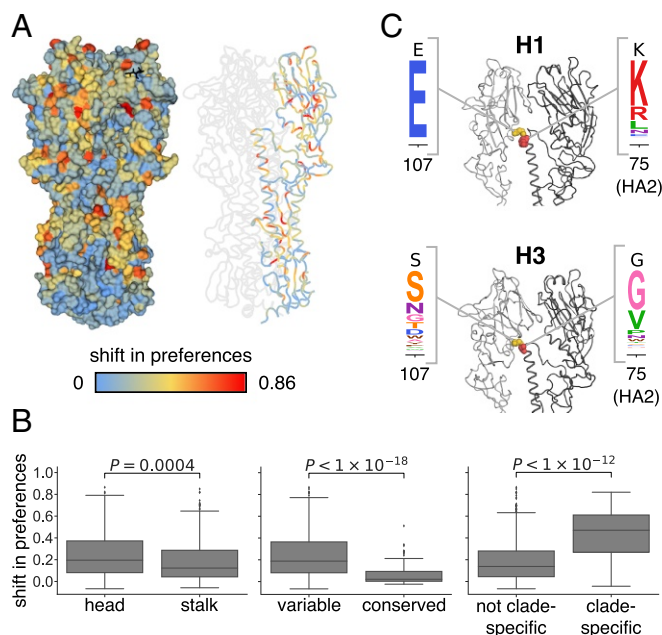 A
shift in preferences
0
0.86
C
H1
E
107
K
K
R
L
N
75
(HA2)
E
H3
S
S
N
G
T
D
107
G
G
V
75
(HA2)
B
shift in preferences
1.0
0.8
0.6
0.4
0.2
0.0
P = 0.0004
head
stalk
P < 1 × 10⁻¹⁸
variable
conserved
P < 1 × 10⁻¹²
not clade-
specific
clade-
specific